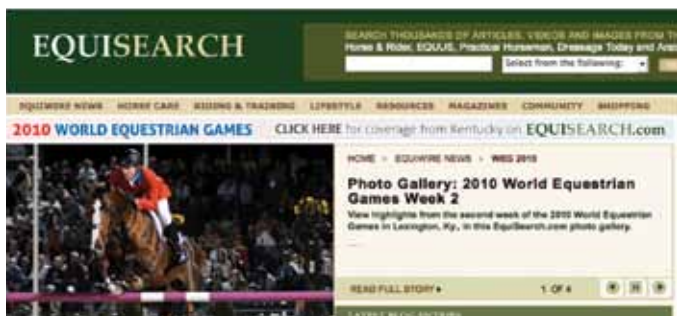 EQUISEARCH
SEARCH THOUSANDS OF ARTICLES, VIDEOS AND IMAGES FROM
Horse & Rider, EQUUS, Practical Horseman, Dressage Today and
Select from the following:
EQUIWIRE NEWS HORSE CARE RIDING & TRAINING LIFESTYLE RESOURCES MAGAZINES COMMUNITY SHOPPING
2010 WORLD EQUESTRIAN GAMES CLICK HERE for coverage from Kentucky on EQUISEARCH.com
HOME > EQUIWIRE NEWS > WEG 2010
Photo Gallery: 2010 World Equestrian
Games Week 2
View highlights from the second week of the 2010 World Equestrian
Games in Lexington, Ky., in this EquiSearch.com photo gallery.
READ FULL STORY 1 OF 4